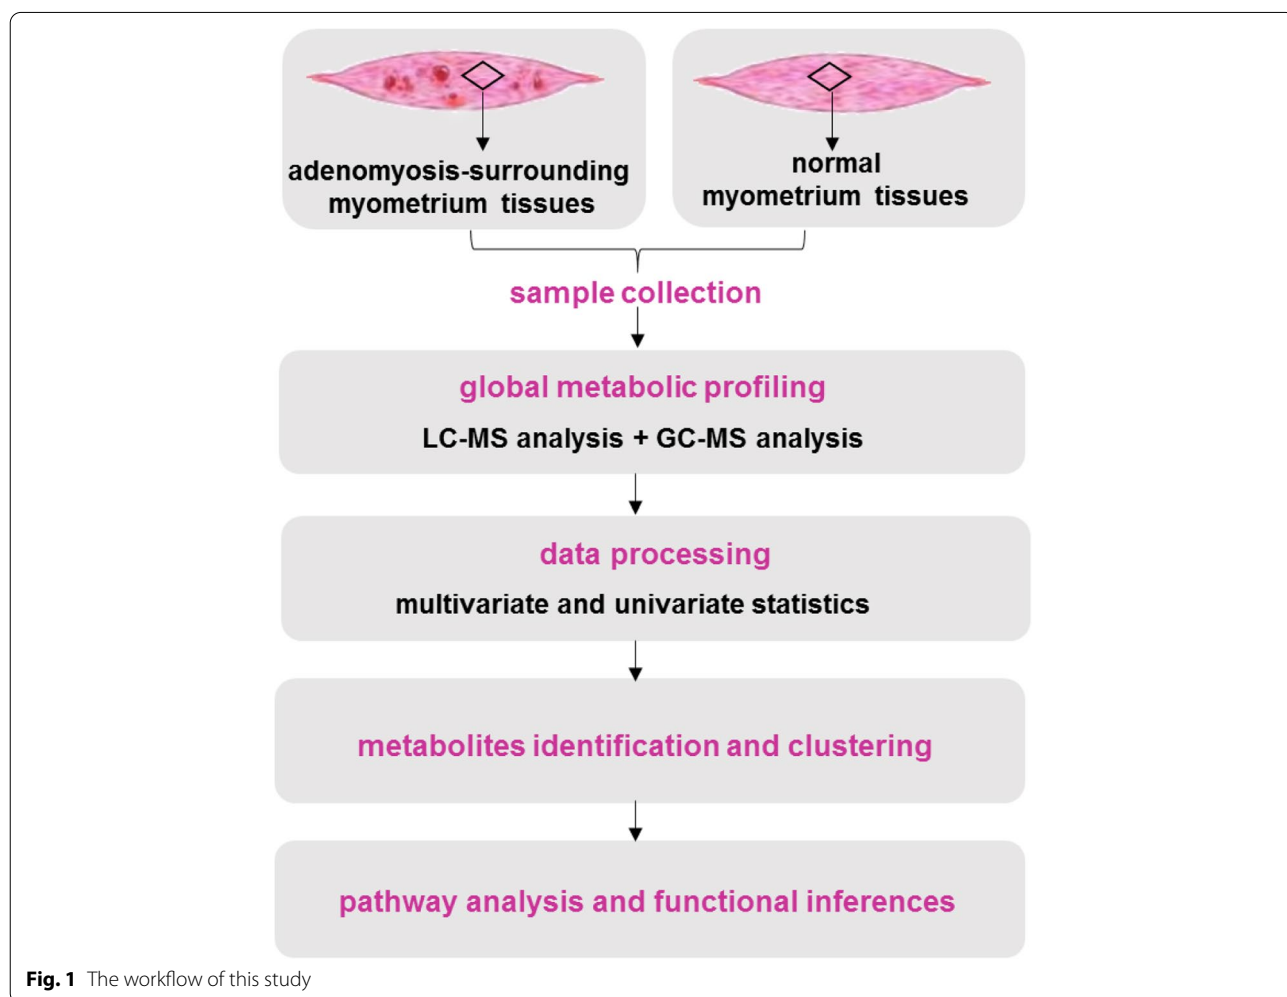 adenomyosis-surrounding
myometrium tissues
normal
myometrium tissues
sample collection
global metabolic profiling
LC-MS analysis + GC-MS analysis
data processing
multivariate and univariate statistics
metabolites identification and clustering
pathway analysis and functional inferences
Fig. 1 The workflow of this study